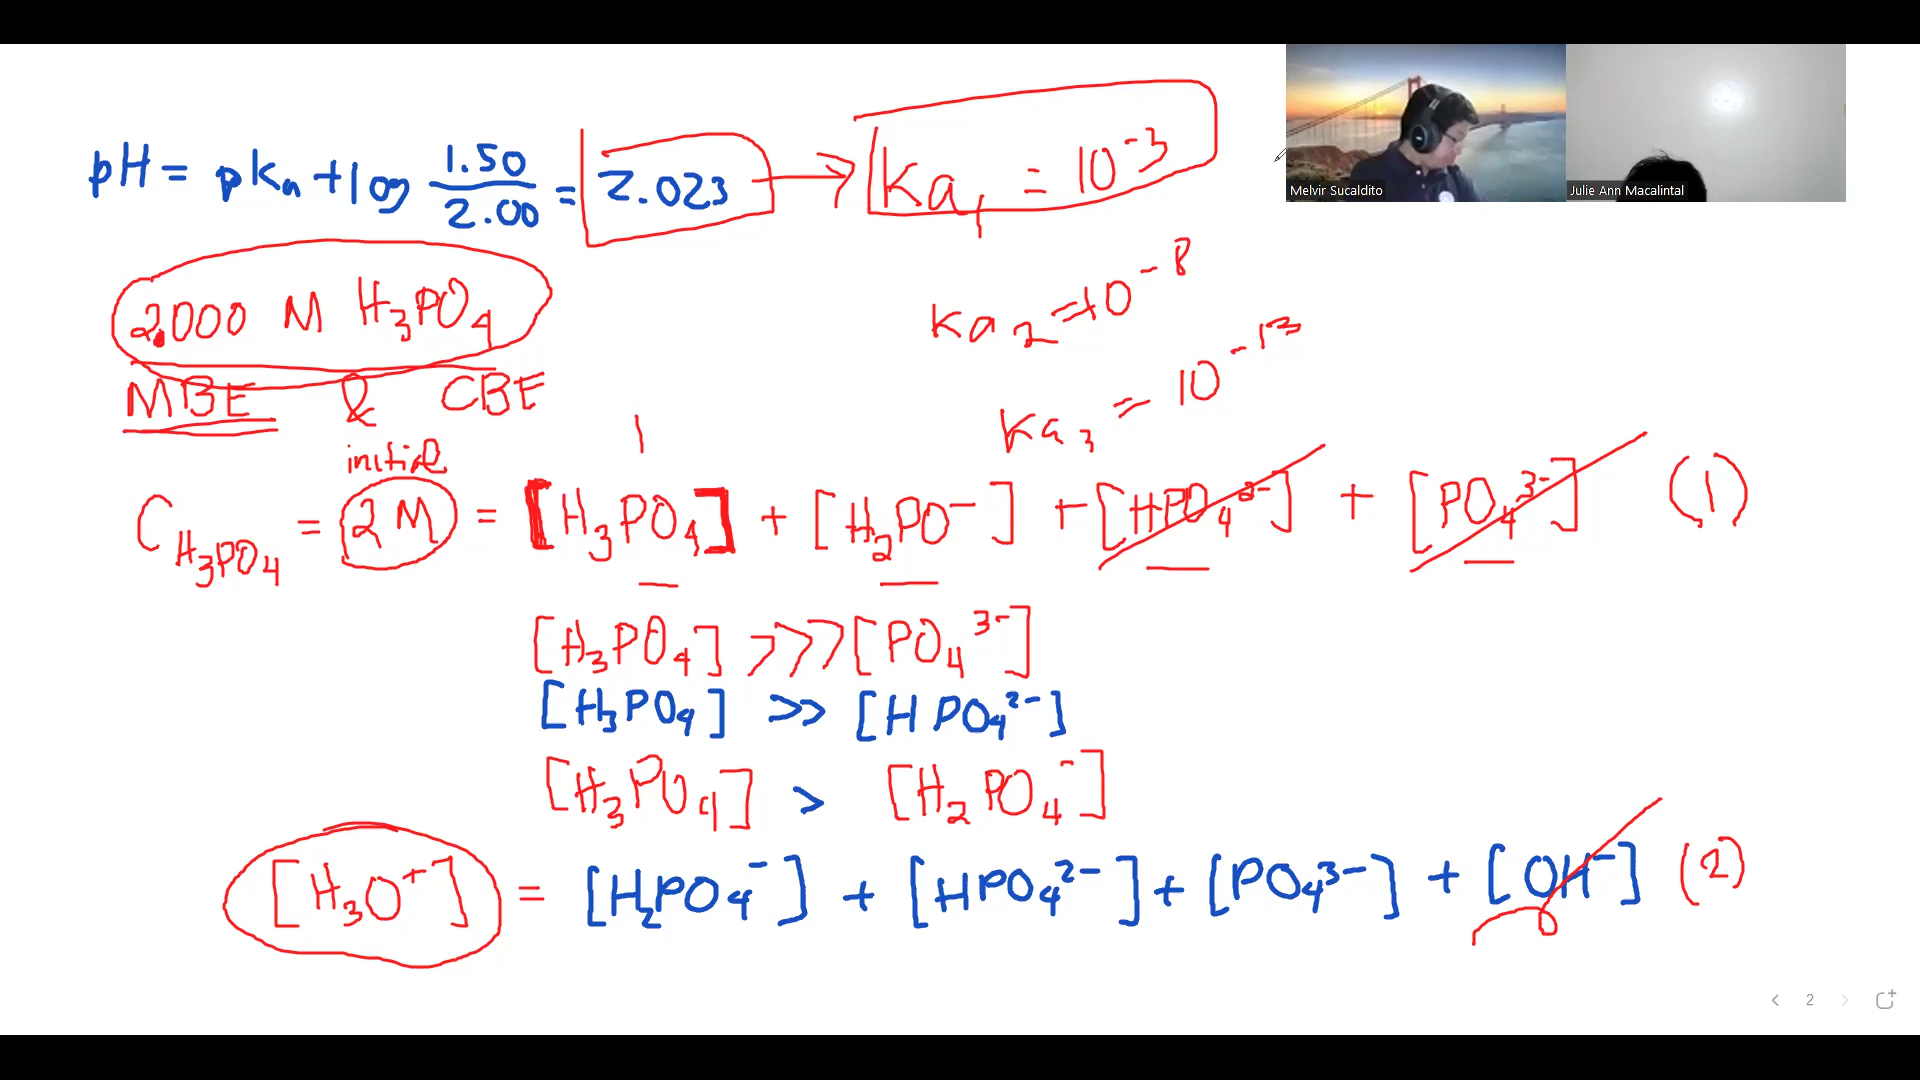 pH = pKa + log 1.50/2.00 = 2.023 → Ka1 = 10^-3
Melvir Sucaldito
Julie Ann Macalintal
Ka2 = 10^-8
2.000 M H3PO4
Ka3 = 10^-13
MBE & CBE
initial
1
C H3PO4 = 2M = [H3PO4] + [H2PO^-] + [HPO4^2-] + [PO4^3-] (1)
[H3PO4] >>> [PO4^3-]
[H3PO4] >> [HPO4^2-]
[H3PO4] > [H2PO4^-]
[H3O^+] = [H2PO4^-] + [HPO4^2-] + [PO4^3-] + [OH^-] (2)
2